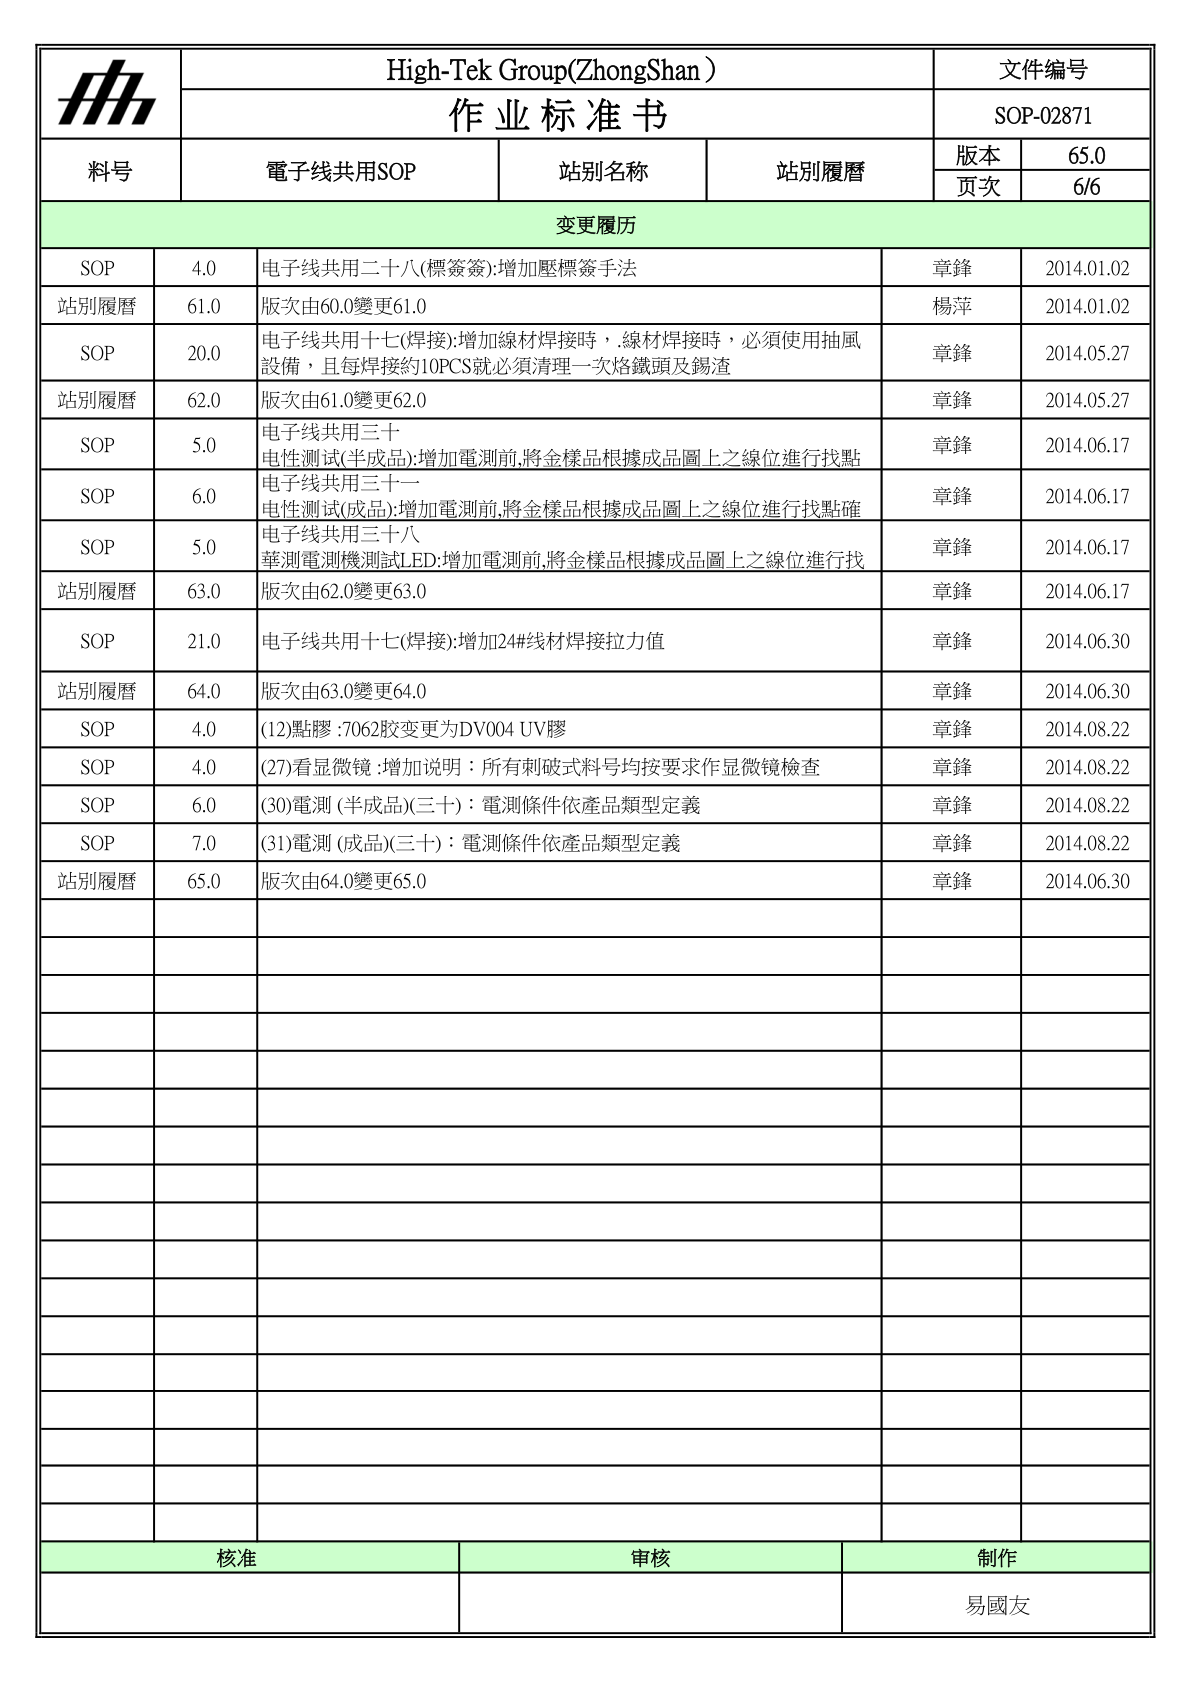 High-Tek Group(ZhongShan）
文件编号
作业标准书
SOP-02871
料号
電子线共用SOP
站别名称
站別履曆
版本
65.0
页次
6/6
变更履历
SOP 4.0 电子线共用二十八(標簽簽):增加壓標簽手法 章鋒 2014.01.02
站別履曆 61.0 版次由60.0變更61.0 楊萍 2014.01.02
SOP 20.0 电子线共用十七(焊接):增加線材焊接時，.線材焊接時，必須使用抽風
設備，且每焊接約10PCS就必須清理一次烙鐵頭及錫渣 章鋒 2014.05.27
站別履曆 62.0 版次由61.0變更62.0 章鋒 2014.05.27
SOP 5.0 电子线共用三十
电性测试(半成品):增加電測前,將金樣品根據成品圖上之線位進行找點 章鋒 2014.06.17
SOP 6.0 电子线共用三十一
电性测试(成品):增加電測前,將金樣品根據成品圖上之線位進行找點確 章鋒 2014.06.17
SOP 5.0 电子线共用三十八
華測電測機測試LED:增加電測前,將金樣品根據成品圖上之線位進行找 章鋒 2014.06.17
站別履曆 63.0 版次由62.0變更63.0 章鋒 2014.06.17
SOP 21.0 电子线共用十七(焊接):增加24#线材焊接拉力值 章鋒 2014.06.30
站別履曆 64.0 版次由63.0變更64.0 章鋒 2014.06.30
SOP 4.0 (12)點膠 :7062胶变更为DV004 UV膠 章鋒 2014.08.22
SOP 4.0 (27)看显微镜 :增加说明：所有刺破式料号均按要求作显微镜檢查 章鋒 2014.08.22
SOP 6.0 (30)電測 (半成品)(三十)：電測條件依產品類型定義 章鋒 2014.08.22
SOP 7.0 (31)電測 (成品)(三十)：電測條件依產品類型定義 章鋒 2014.08.22
站別履曆 65.0 版次由64.0變更65.0 章鋒 2014.06.30
核准 审核 制作
易國友